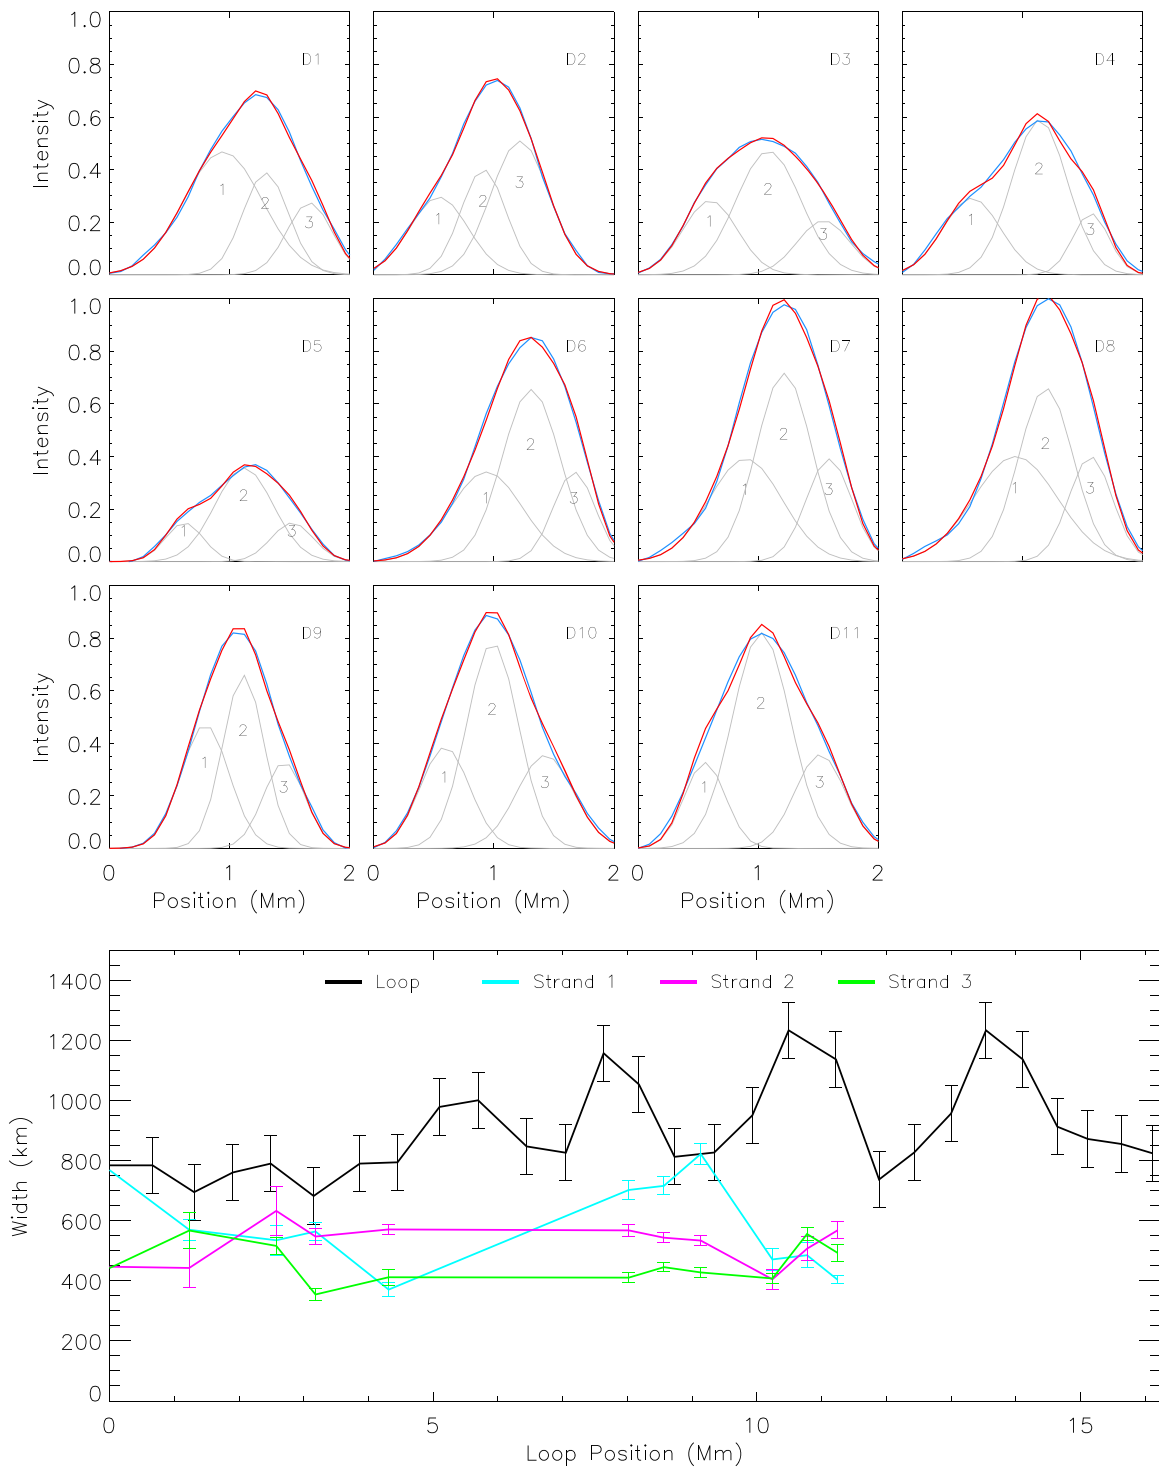 1.0
0.8
0.6
0.4
0.2
0.0
Intensity
D1
1
2
3
D2
1
2
3
D3
1
2
3
D4
1
2
3
1.0
0.8
0.6
0.4
0.2
0.0
Intensity
D5
1
2
3
D6
1
2
3
D7
1
2
3
D8
1
2
3
1.0
0.8
0.6
0.4
0.2
0.0
Intensity
D9
1
2
3
D10
1
2
3
D11
1
2
3
0 1 2 0 1 2 0 1 2
Position (Mm) Position (Mm) Position (Mm)
Loop Strand 1 Strand 2 Strand 3
1400
1200
1000
800
600
400
200
0
Width (km)
0 5 10 15
Loop Position (Mm)